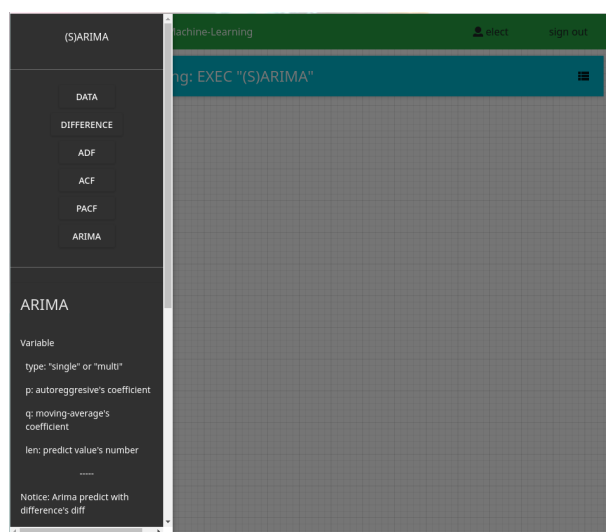 (S)ARIMA
Machine-Learning
elect
sign out
ng: EXEC "(S)ARIMA"
DATA
DIFFERENCE
ADF
ACF
PACF
ARIMA
ARIMA
Variable
type: "single" or "multi"
p: autoreggresive's coefficient
q: moving-average's
coefficient
len: predict value's number
-----
Notice: Arima predict with
difference's diff